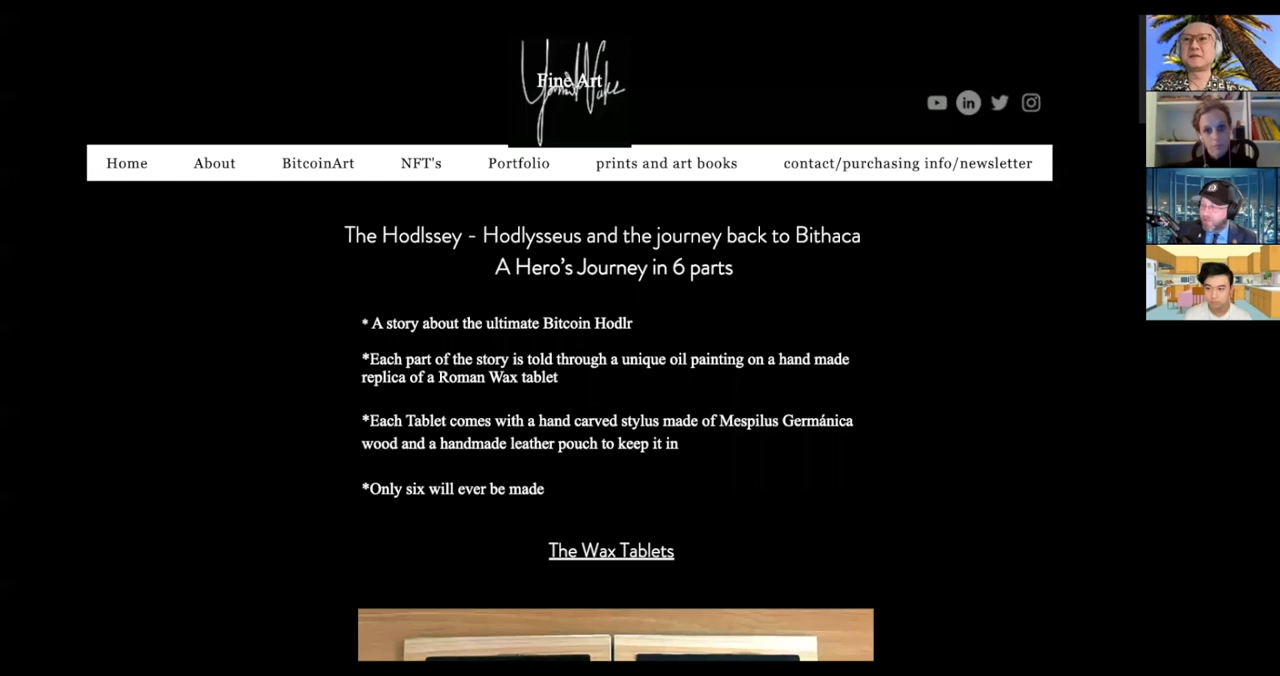 Fine Art
in
Home About BitcoinArt NFT's Portfolio prints and art books contact/purchasing info/newsletter
The Hodlssey - Hodlysseus and the journey back to Bithaca
A Hero's Journey in 6 parts
* A story about the ultimate Bitcoin Hodlr
*Each part of the story is told through a unique oil painting on a hand made
replica of a Roman Wax tablet
*Each Tablet comes with a hand carved stylus made of Mespilus Germánica
wood and a handmade leather pouch to keep it in
*Only six will ever be made
The Wax Tablets